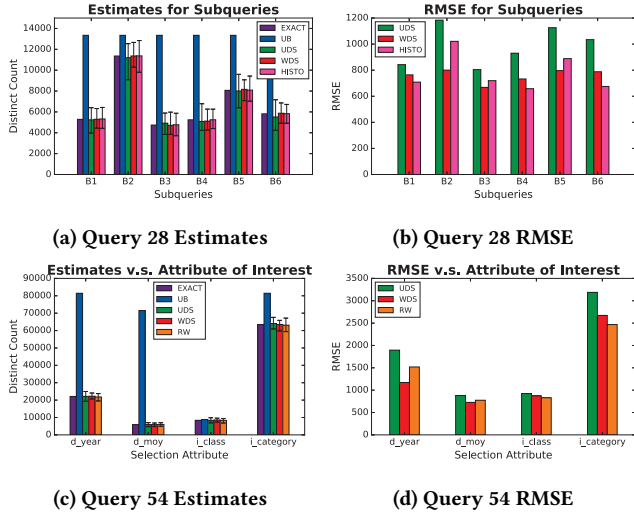 Estimates for Subqueries
14000
12000
10000
8000
6000
4000
2000
0
Distinct Count
EXACT
UB
UDS
WDS
HISTO
B1 B2 B3 B4 B5 B6
Subqueries
(a) Query 28 Estimates
RMSE for Subqueries
1200
1000
800
600
400
200
0
RMSE
UDS
WDS
HISTO
B1 B2 B3 B4 B5 B6
Subqueries
(b) Query 28 RMSE
Estimates v.s. Attribute of Interest
90000
80000
70000
60000
50000
40000
30000
20000
10000
0
Distinct Count
EXACT
UB
UDS
WDS
RW
d_year d_moy i_class i_category
Selection Attribute
(c) Query 54 Estimates
RMSE v.s. Attribute of Interest
3500
3000
2500
2000
1500
1000
500
0
RMSE
UDS
WDS
RW
d_year d_moy i_class i_category
Selection Attribute
(d) Query 54 RMSE